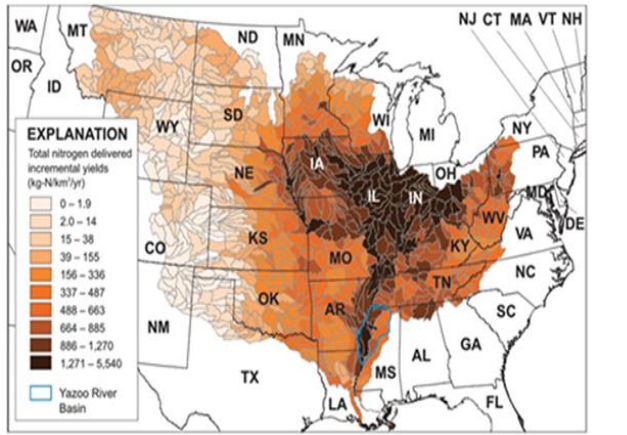 WA
MT
ND
MN
NJ CT MA VT NH
OR
ID
WY
SD
WI
MI
NY
PA
EXPLANATION
Total nitrogen delivered
incremental yields
(kg-N/km²/yr)
0 – 1.9
2.0 – 14
15 – 38
39 – 155
156 – 336
337 – 487
488 – 663
664 – 885
886 – 1,270
1,271 – 5,540
Yazoo River
Basin
NE
IA
IL
IN
OH
MD
DE
WV
VA
CO
KS
MO
KY
NC
TN
NM
OK
AR
SC
TX
LA
MS
AL
GA
FL